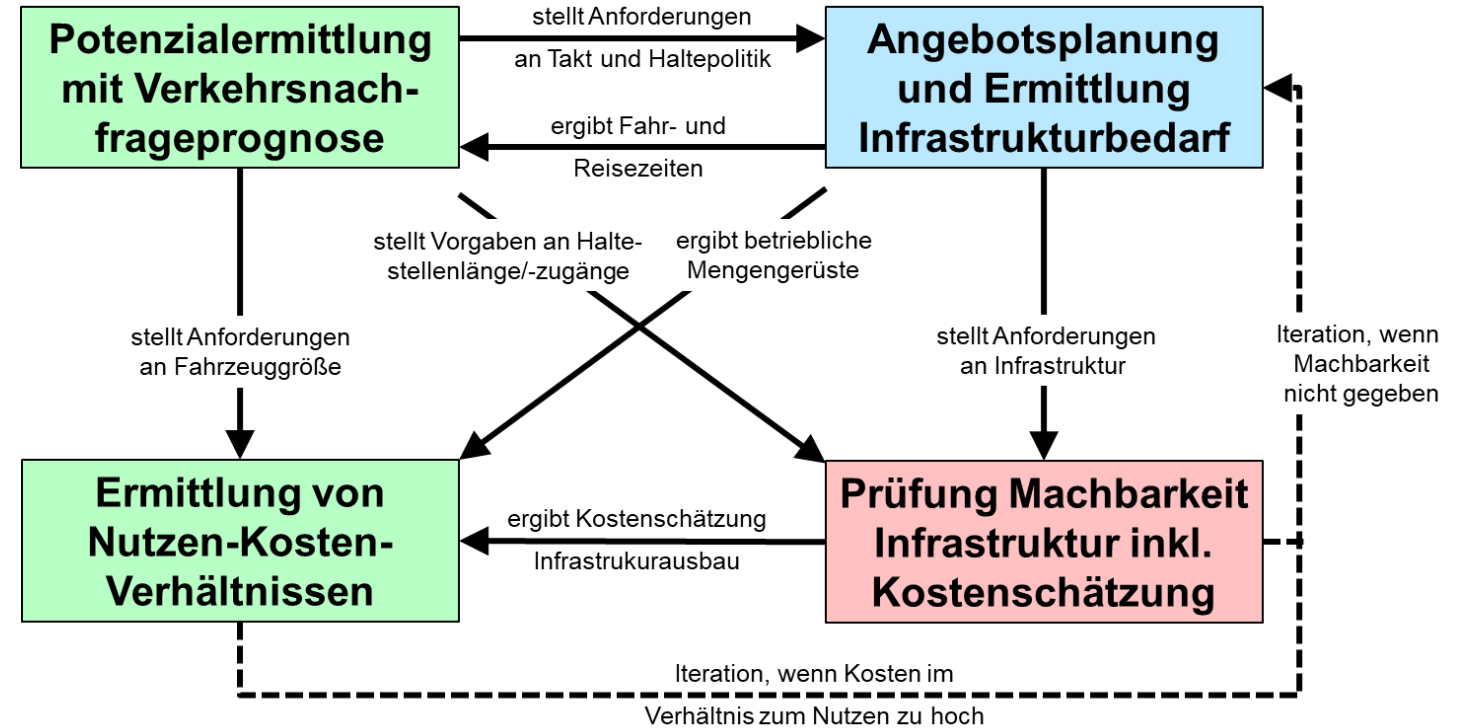 Potenzialermittlung
mit Verkehrsnach-
frageprognose
stellt Anforderungen
an Takt und Haltepolitik
ergibt Fahr- und
Reisezeiten
Angebotsplanung
und Ermittlung
Infrastrukturbedarf
stellt Vorgaben an Halte-
stellenlänge/-zugänge
ergibt betriebliche
Mengengerüste
stellt Anforderungen
an Fahrzeuggröße
stellt Anforderungen
an Infrastruktur
Iteration, wenn
Machbarkeit
nicht gegeben
Ermittlung von
Nutzen-Kosten-
Verhältnissen
ergibt Kostenschätzung
Infrastrukurausbau
Prüfung Machbarkeit
Infrastruktur inkl.
Kostenschätzung
Iteration, wenn Kosten im
Verhältnis zum Nutzen zu hoch